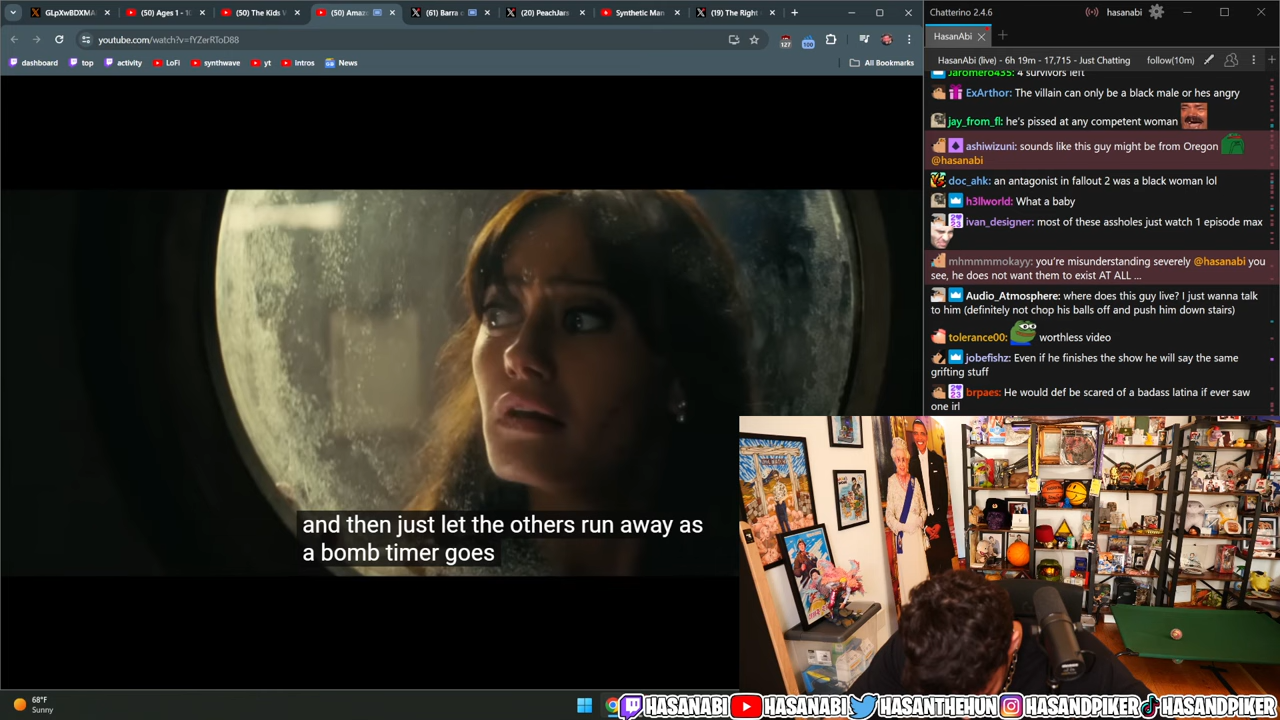 GLpXwBDXMA
(50) Ages 1 - 10
(50) The Kids W
(50) Amaz
(61) Barra c
(20) PeachJars
Synthetic Man
(19) The Right
Chatterino 2.4.6
hasanabi
youtube.com/watch?v=fYZerRToD88
127
100
HasanAbi
dashboard
top
activity
LoFi
synthwave
yt
intros
News
All Bookmarks
HasanAbi (live) - 6h 19m - 17,715 - Just Chatting
follow(10m)
Jaromero435: 4 survivors left
ExArthor: The villain can only be a black male or hes angry
jay_from_fl: he's pissed at any competent woman
ashiwizuni: sounds like this guy might be from Oregon
@hasanabi
doc_ahk: an antagonist in fallout 2 was a black woman lol
h3llworld: What a baby
ivan_designer: most of these assholes just watch 1 episode max
mhmmmokayy: you're misunderstanding severely @hasanabi you
see, he does not want them to exist AT ALL ...
Audio_Atmosphere: where does this guy live? I just wanna talk
to him (definitely not chop his balls off and push him down stairs)
tolerance00: worthless video
jobefishz: Even if he finishes the show he will say the same
grifting stuff
brpaes: He would def be scared of a badass latina if ever saw
one irl
and then just let the others run away as
a bomb timer goes
68°F
Sunny
HASANABI
HASANABI
HASANTHEHUN
HASANDPIKER
HASANDPIKER